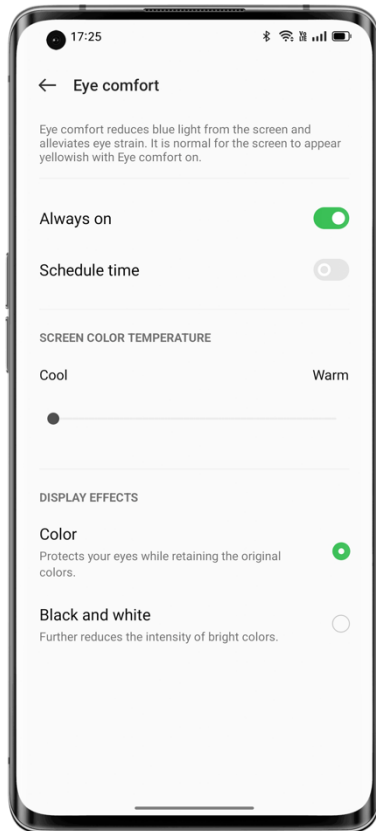 17:25
Eye comfort
Eye comfort reduces blue light from the screen and
alleviates eye strain. It is normal for the screen to appear
yellowish with Eye comfort on.
Always on
Schedule time
SCREEN COLOR TEMPERATURE
Cool Warm
DISPLAY EFFECTS
Color
Protects your eyes while retaining the original
colors.
Black and white
Further reduces the intensity of bright colors.